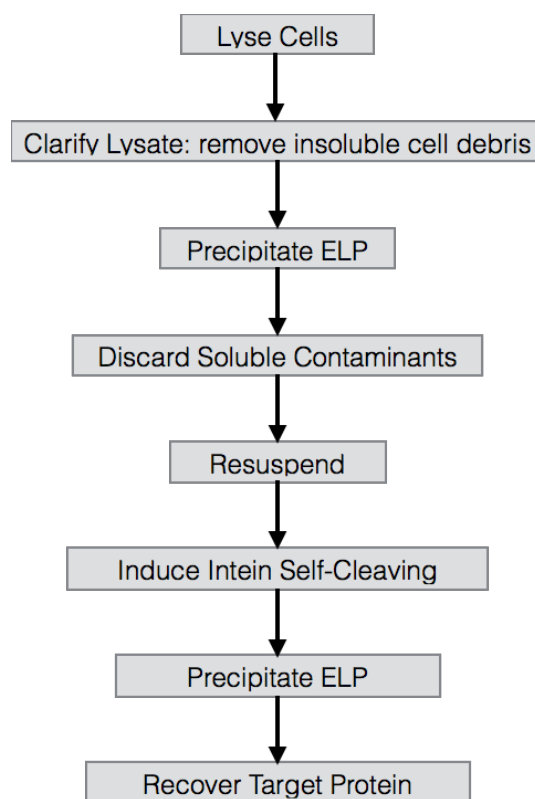 Lyse Cells
Clarify Lysate: remove insoluble cell debris
Precipitate ELP
Discard Soluble Contaminants
Resuspend
Induce Intein Self-Cleaving
Precipitate ELP
Recover Target Protein